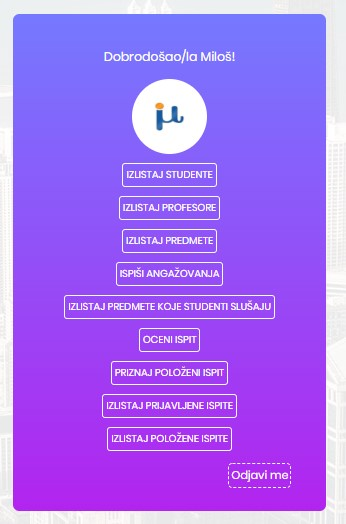 Dobrodošao/la Miloš!
IZLISTAJ STUDENTE
IZLISTAJ PROFESORE
IZLISTAJ PREDMETE
ISPIŠI ANGAŽOVANJA
IZLISTAJ PREDMETE KOJE STUDENTI SLUŠAJU
OCENI ISPIT
PRIZNAJ POLOŽENI ISPIT
IZLISTAJ PRIJAVLJENE ISPITE
IZLISTAJ POLOŽENE ISPITE
Odjavi me